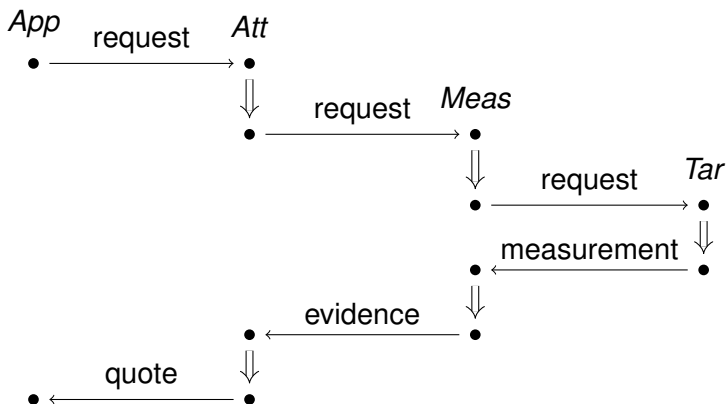 App
Att
request
Meas
request
Tar
request
measurement
evidence
quote